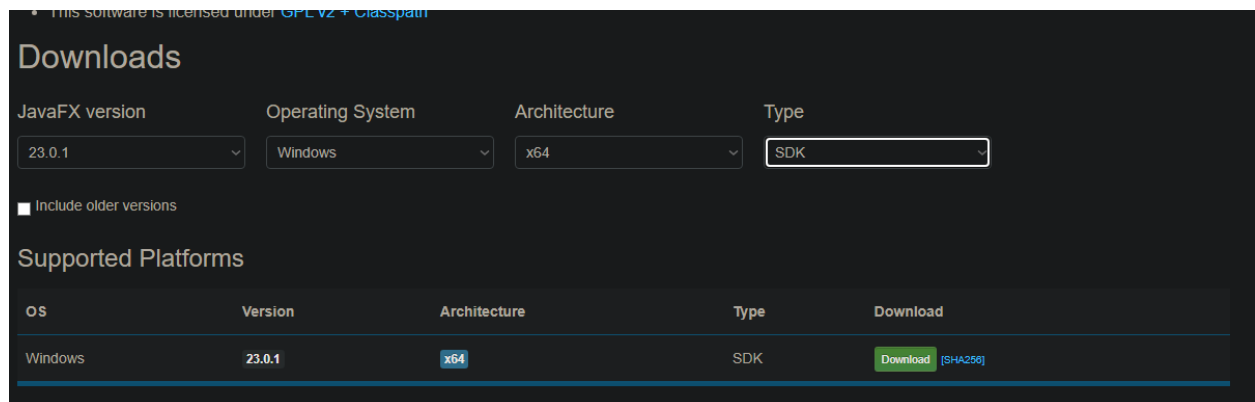 • This software is licensed under GPL v2 + Classpath
Downloads
JavaFX version Operating System Architecture Type
23.0.1 Windows x64 SDK
Include older versions
Supported Platforms
OS Version Architecture Type Download
Windows 23.0.1 x64 SDK Download [SHA256]